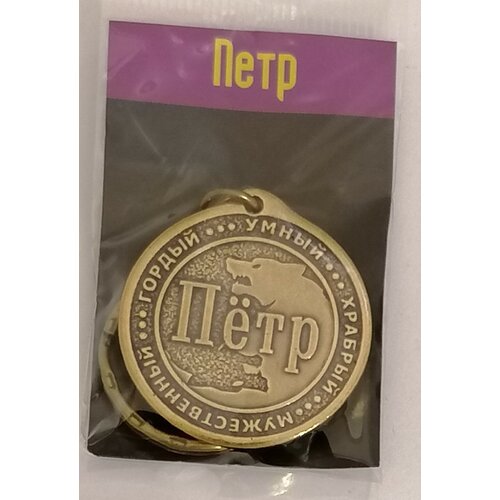 Петр
ГОРДЫЙ ••• УМНЫЙ ••• ХРАБРЫЙ ••• МУЖЕСТВЕННЫЙ •••
Пётр